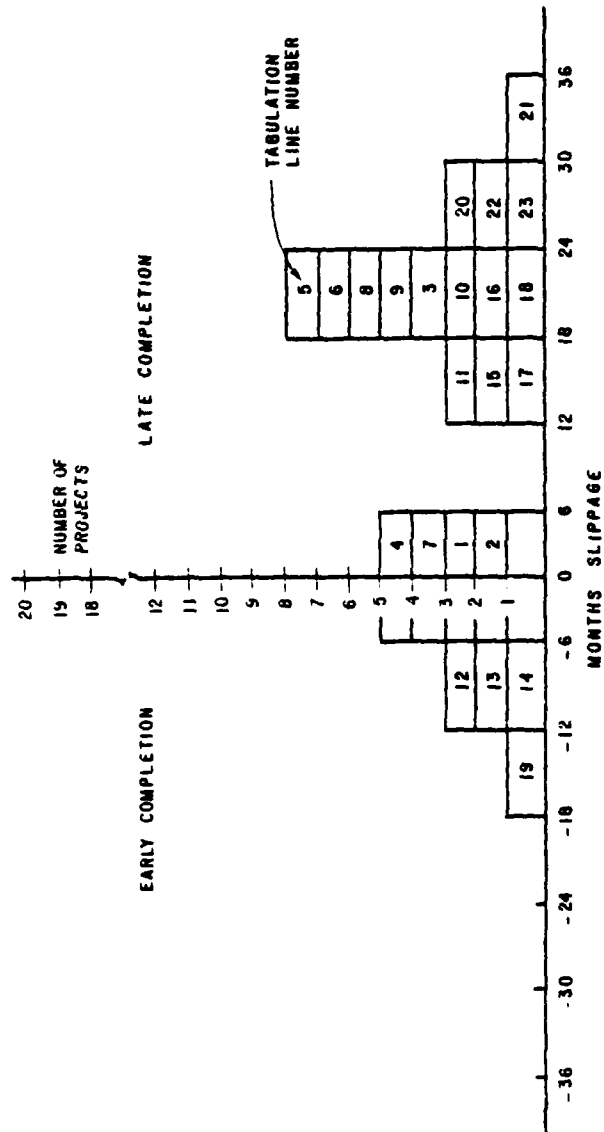 20
19 NUMBER OF
18 PROJECTS
EARLY COMPLETION 12 LATE COMPLETION
11
10
9
TABULATION
LINE NUMBER
8 5
7 6
6 8
5 4 9
4 7 3
12 3 1 11 10 20
13 2 2 15 16 22
19 14 1 17 18 23 21
-36 -30 -24 -18 -12 -6 0 6 12 18 24 30 36
MONTHS SLIPPAGE